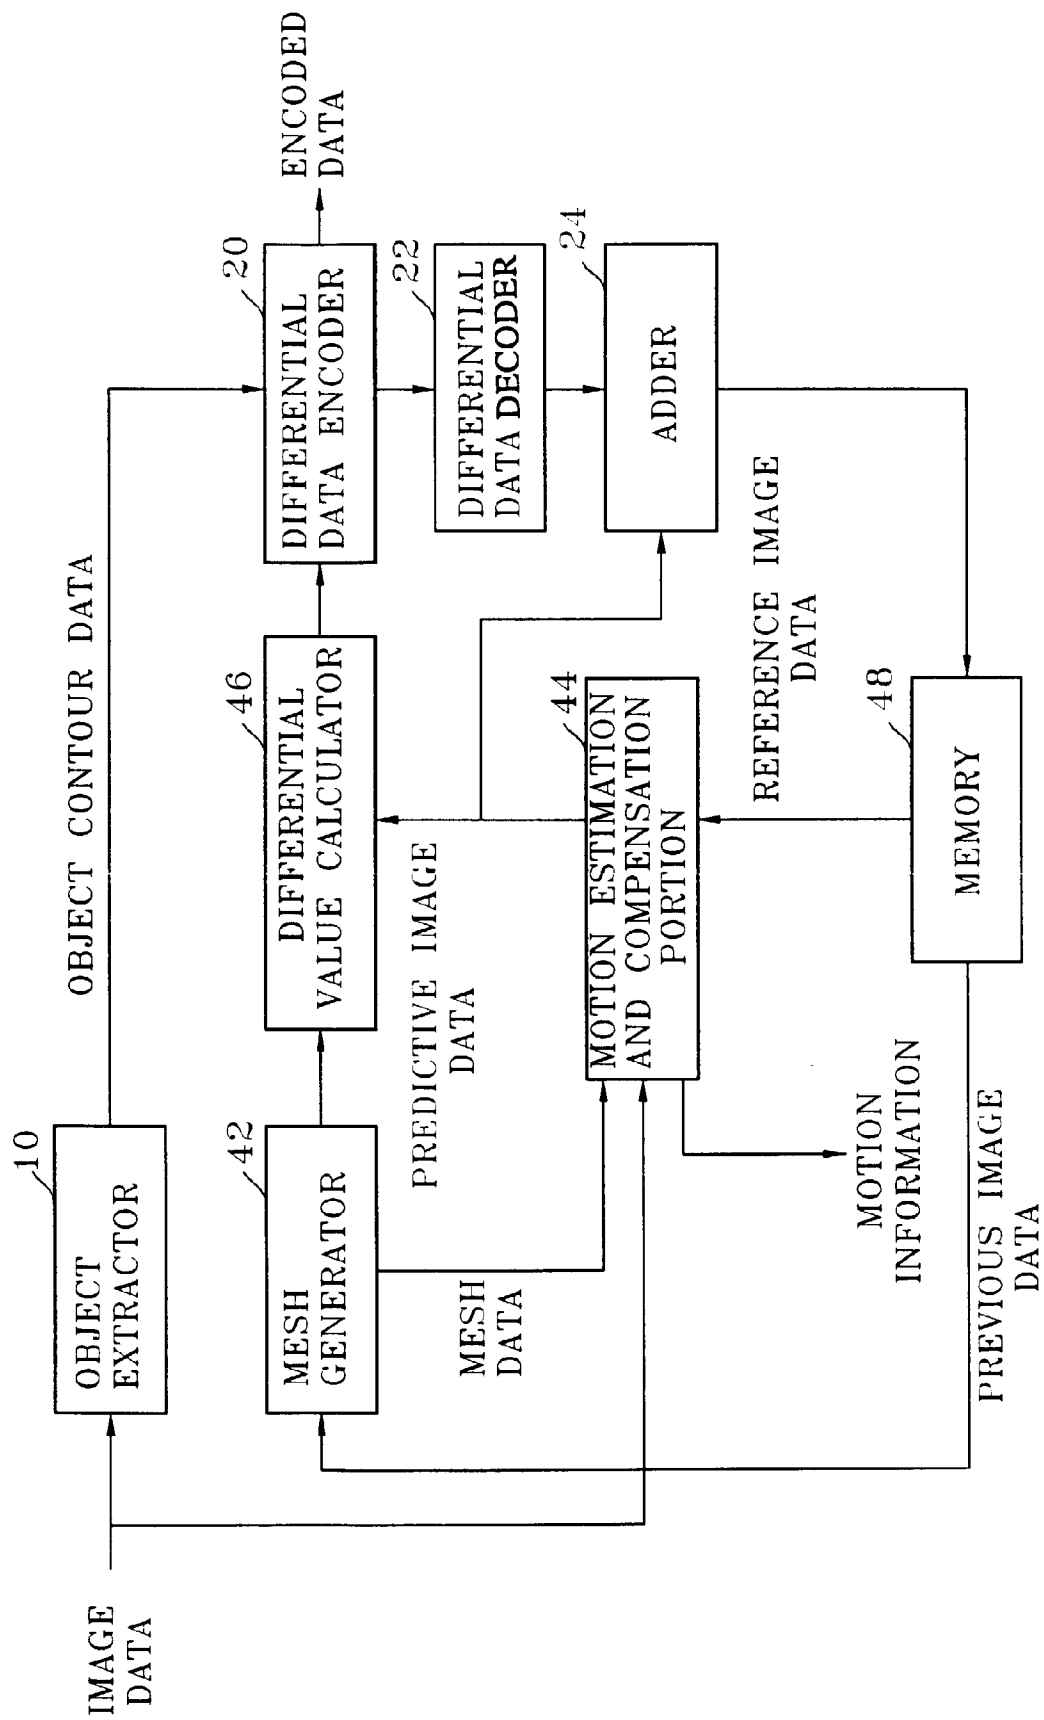 IMAGE
DATA
OBJECT
EXTRACTOR
10
OBJECT CONTOUR DATA
MESH
GENERATOR
42
DIFFERENTIAL
VALUE CALCULATOR
46
DIFFERENTIAL
DATA ENCODER
20
ENCODED
DATA
MESH
DATA
PREDICTIVE IMAGE
DATA
DIFFERENTIAL
DATA DECODER
22
MOTION ESTIMATION
AND COMPENSATION
PORTION
44
ADDER
24
MOTION
INFORMATION
REFERENCE IMAGE
DATA
MEMORY
48
PREVIOUS IMAGE
DATA